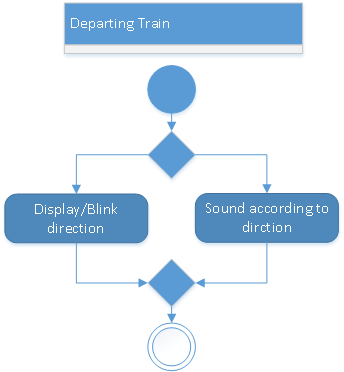 Departing Train
Display/Blink
direction
Sound according to
dirction